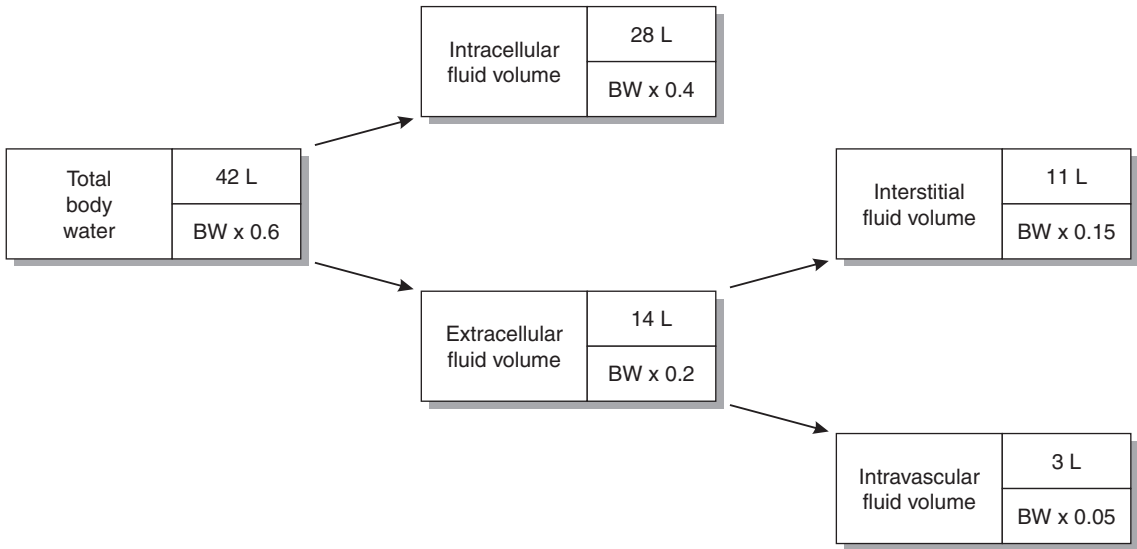 Total
body
water
42 L
BW x 0.6
Intracellular
fluid volume
28 L
BW x 0.4
Extracellular
fluid volume
14 L
BW x 0.2
Interstitial
fluid volume
11 L
BW x 0.15
Intravascular
fluid volume
3 L
BW x 0.05